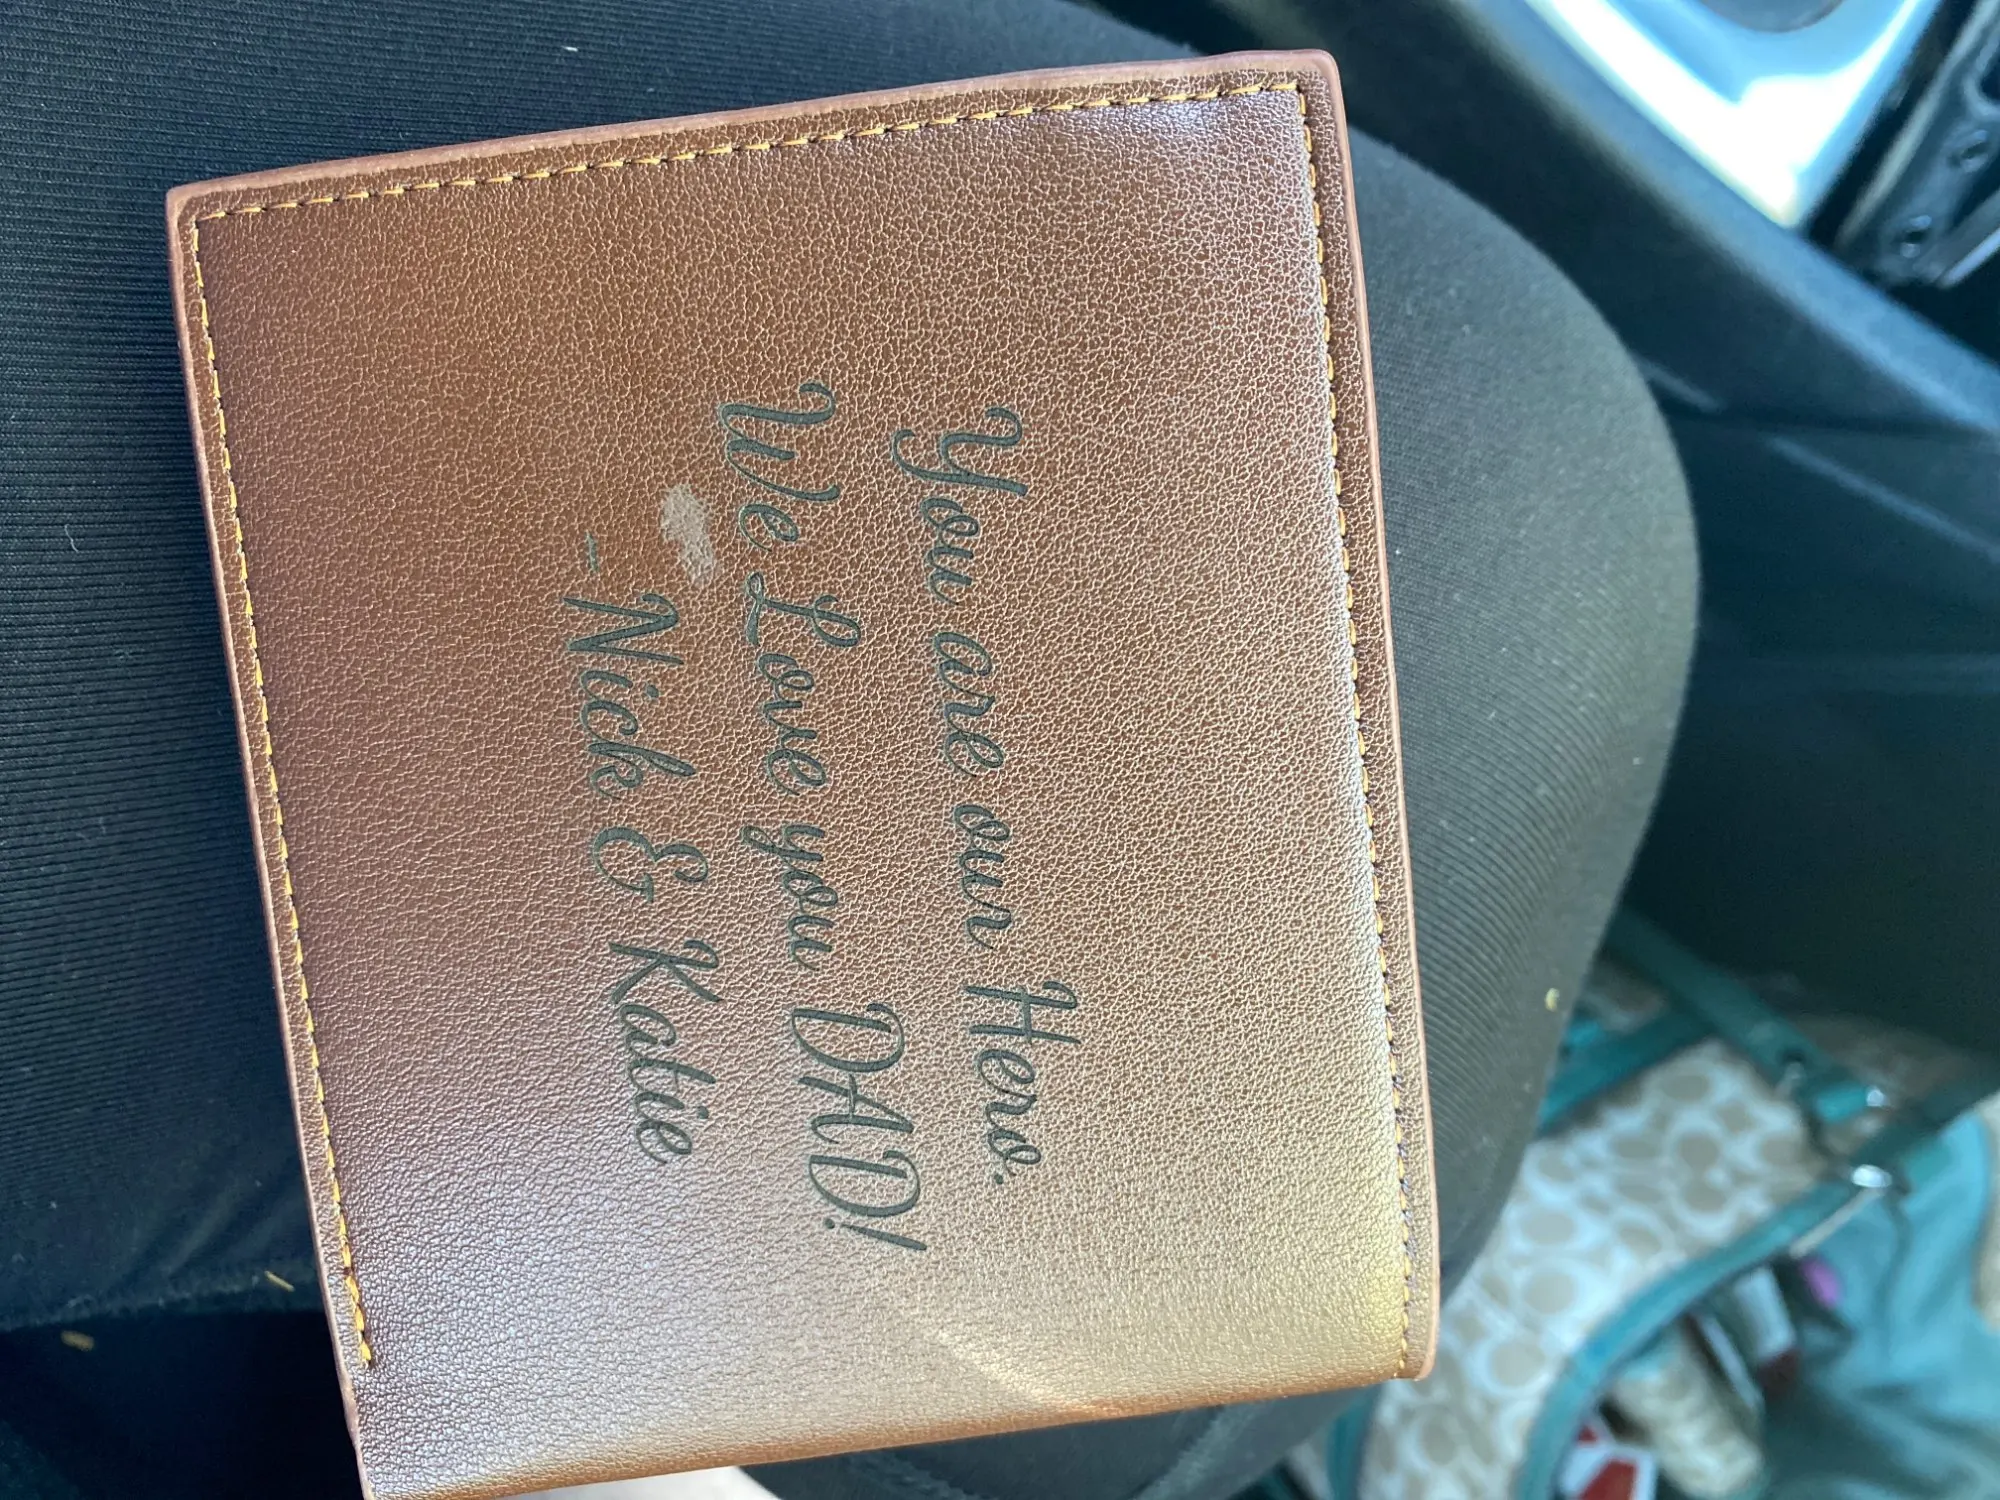 You are our Hero.
We Love you DAD!
- Nick & Katie